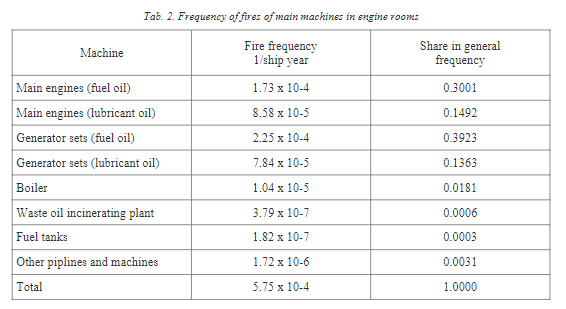 Tab. 2. Frequency of fires of main machines in engine rooms
Machine
Fire frequency
1/ship year
Share in general
frequency
Main engines (fuel oil) 1.73 x 10-4 0.3001
Main engines (lubricant oil) 8.58 x 10-5 0.1492
Generator sets (fuel oil) 2.25 x 10-4 0.3923
Generator sets (lubricant oil) 7.84 x 10-5 0.1363
Boiler 1.04 x 10-5 0.0181
Waste oil incinerating plant 3.79 x 10-7 0.0006
Fuel tanks 1.82 x 10-7 0.0003
Other piplines and machines 1.72 x 10-6 0.0031
Total 5.75 x 10-4 1.0000